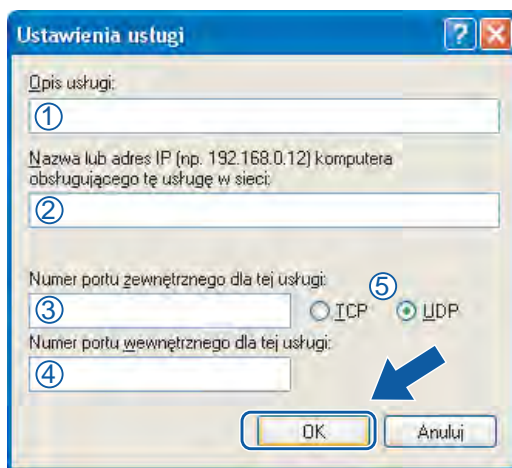 Ustawienia usługi ?
Opis usługi:
①
Nazwa lub adres IP (np. 192.168.0.12) komputera
obsługującego tę usługę w sieci:
②
Numer portu zewnętrznego dla tej usługi:
③ TCP ⑤ UDP
Numer portu wewnętrznego dla tej usługi:
④
OK Anuluj